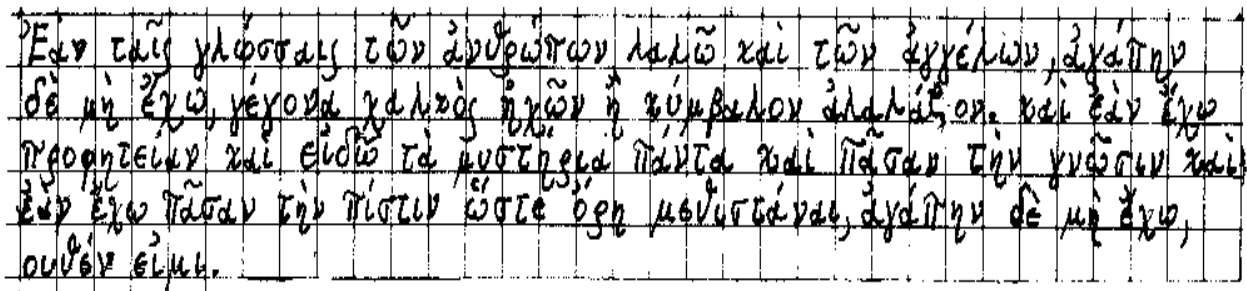 Ἐὰν ταῖς γλώσσαις τῶν ἀνθρώπων λαλῶ καὶ τῶν ἀγγέλων, ἀγάπην
δὲ μὴ ἔχω, γέγονα χαλκὸς ἠχῶν ἢ κύμβαλον ἀλαλάζον. καὶ ἐὰν ἔχω
προφητείαν καὶ εἰδῶ τὰ μυστήρια πάντα καὶ πᾶσαν τὴν γνῶσιν καὶ
ἐὰν ἔχω πᾶσαν τὴν πίστιν ὥστε ὄρη μεθιστάναι, ἀγάπην δὲ μὴ ἔχω,
οὐθέν εἰμι.